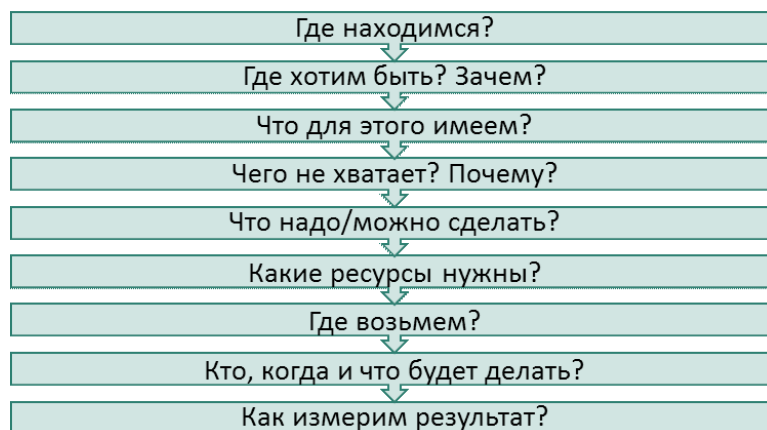 Где находимся?
Где хотим быть? Зачем?
Что для этого имеем?
Чего не хватает? Почему?
Что надо/можно сделать?
Какие ресурсы нужны?
Где возьмем?
Кто, когда и что будет делать?
Как измерим результат?